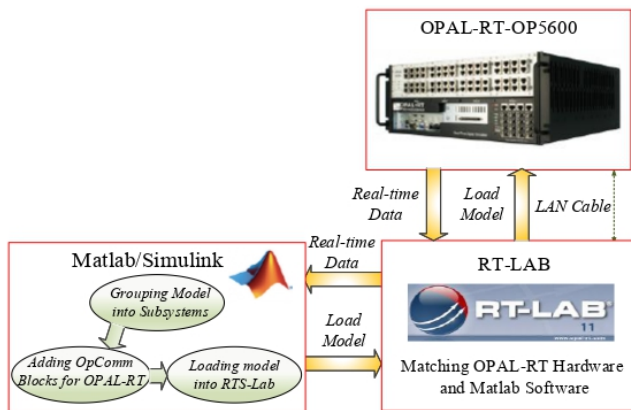 OPAL-RT-OP5600
OPAL-RT
Real-time
Data
Load
Model
LAN Cable
Matlab/Simulink
Grouping Model
into Subsystems
Adding OpComm
Blocks for OPAL-RT
Loading model
into RTS-Lab
Real-time
Data
Load
Model
RT-LAB
RT-LAB®
11
Matching OPAL-RT Hardware
and Matlab Software